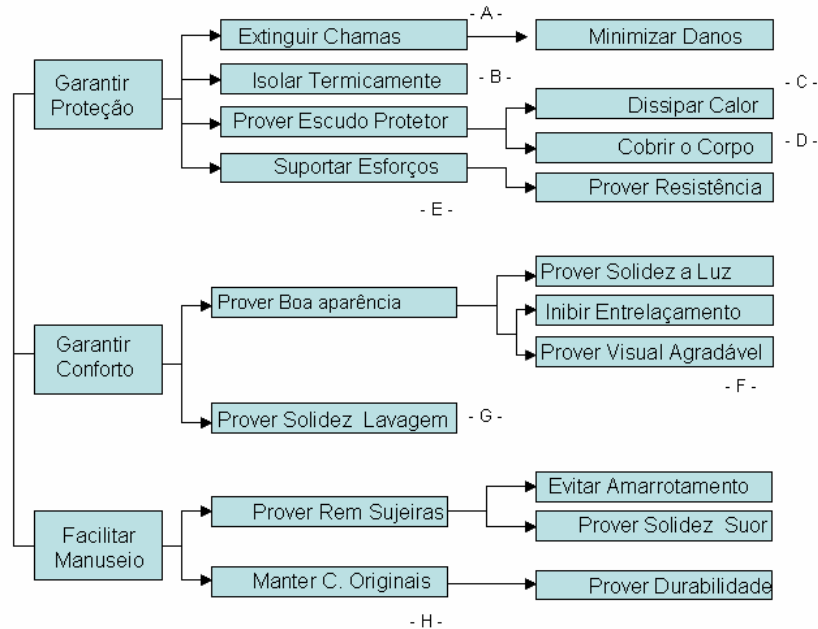 - A -
Extinguir Chamas
Minimizar Danos
Garantir
Proteção
Isolar Termicamente
- B -
- C -
Dissipar Calor
Prover Escudo Protetor
Cobrir o Corpo
- D -
Suportar Esforços
Prover Resistência
- E -
Prover Solidez a Luz
Prover Boa aparência
Inibir Entrelaçamento
Garantir
Conforto
Prover Visual Agradável
- F -
Prover Solidez Lavagem
- G -
Evitar Amarrotamento
Prover Rem Sujeiras
Prover Solidez Suor
Facilitar
Manuseio
Manter C. Originais
Prover Durabilidade
- H -